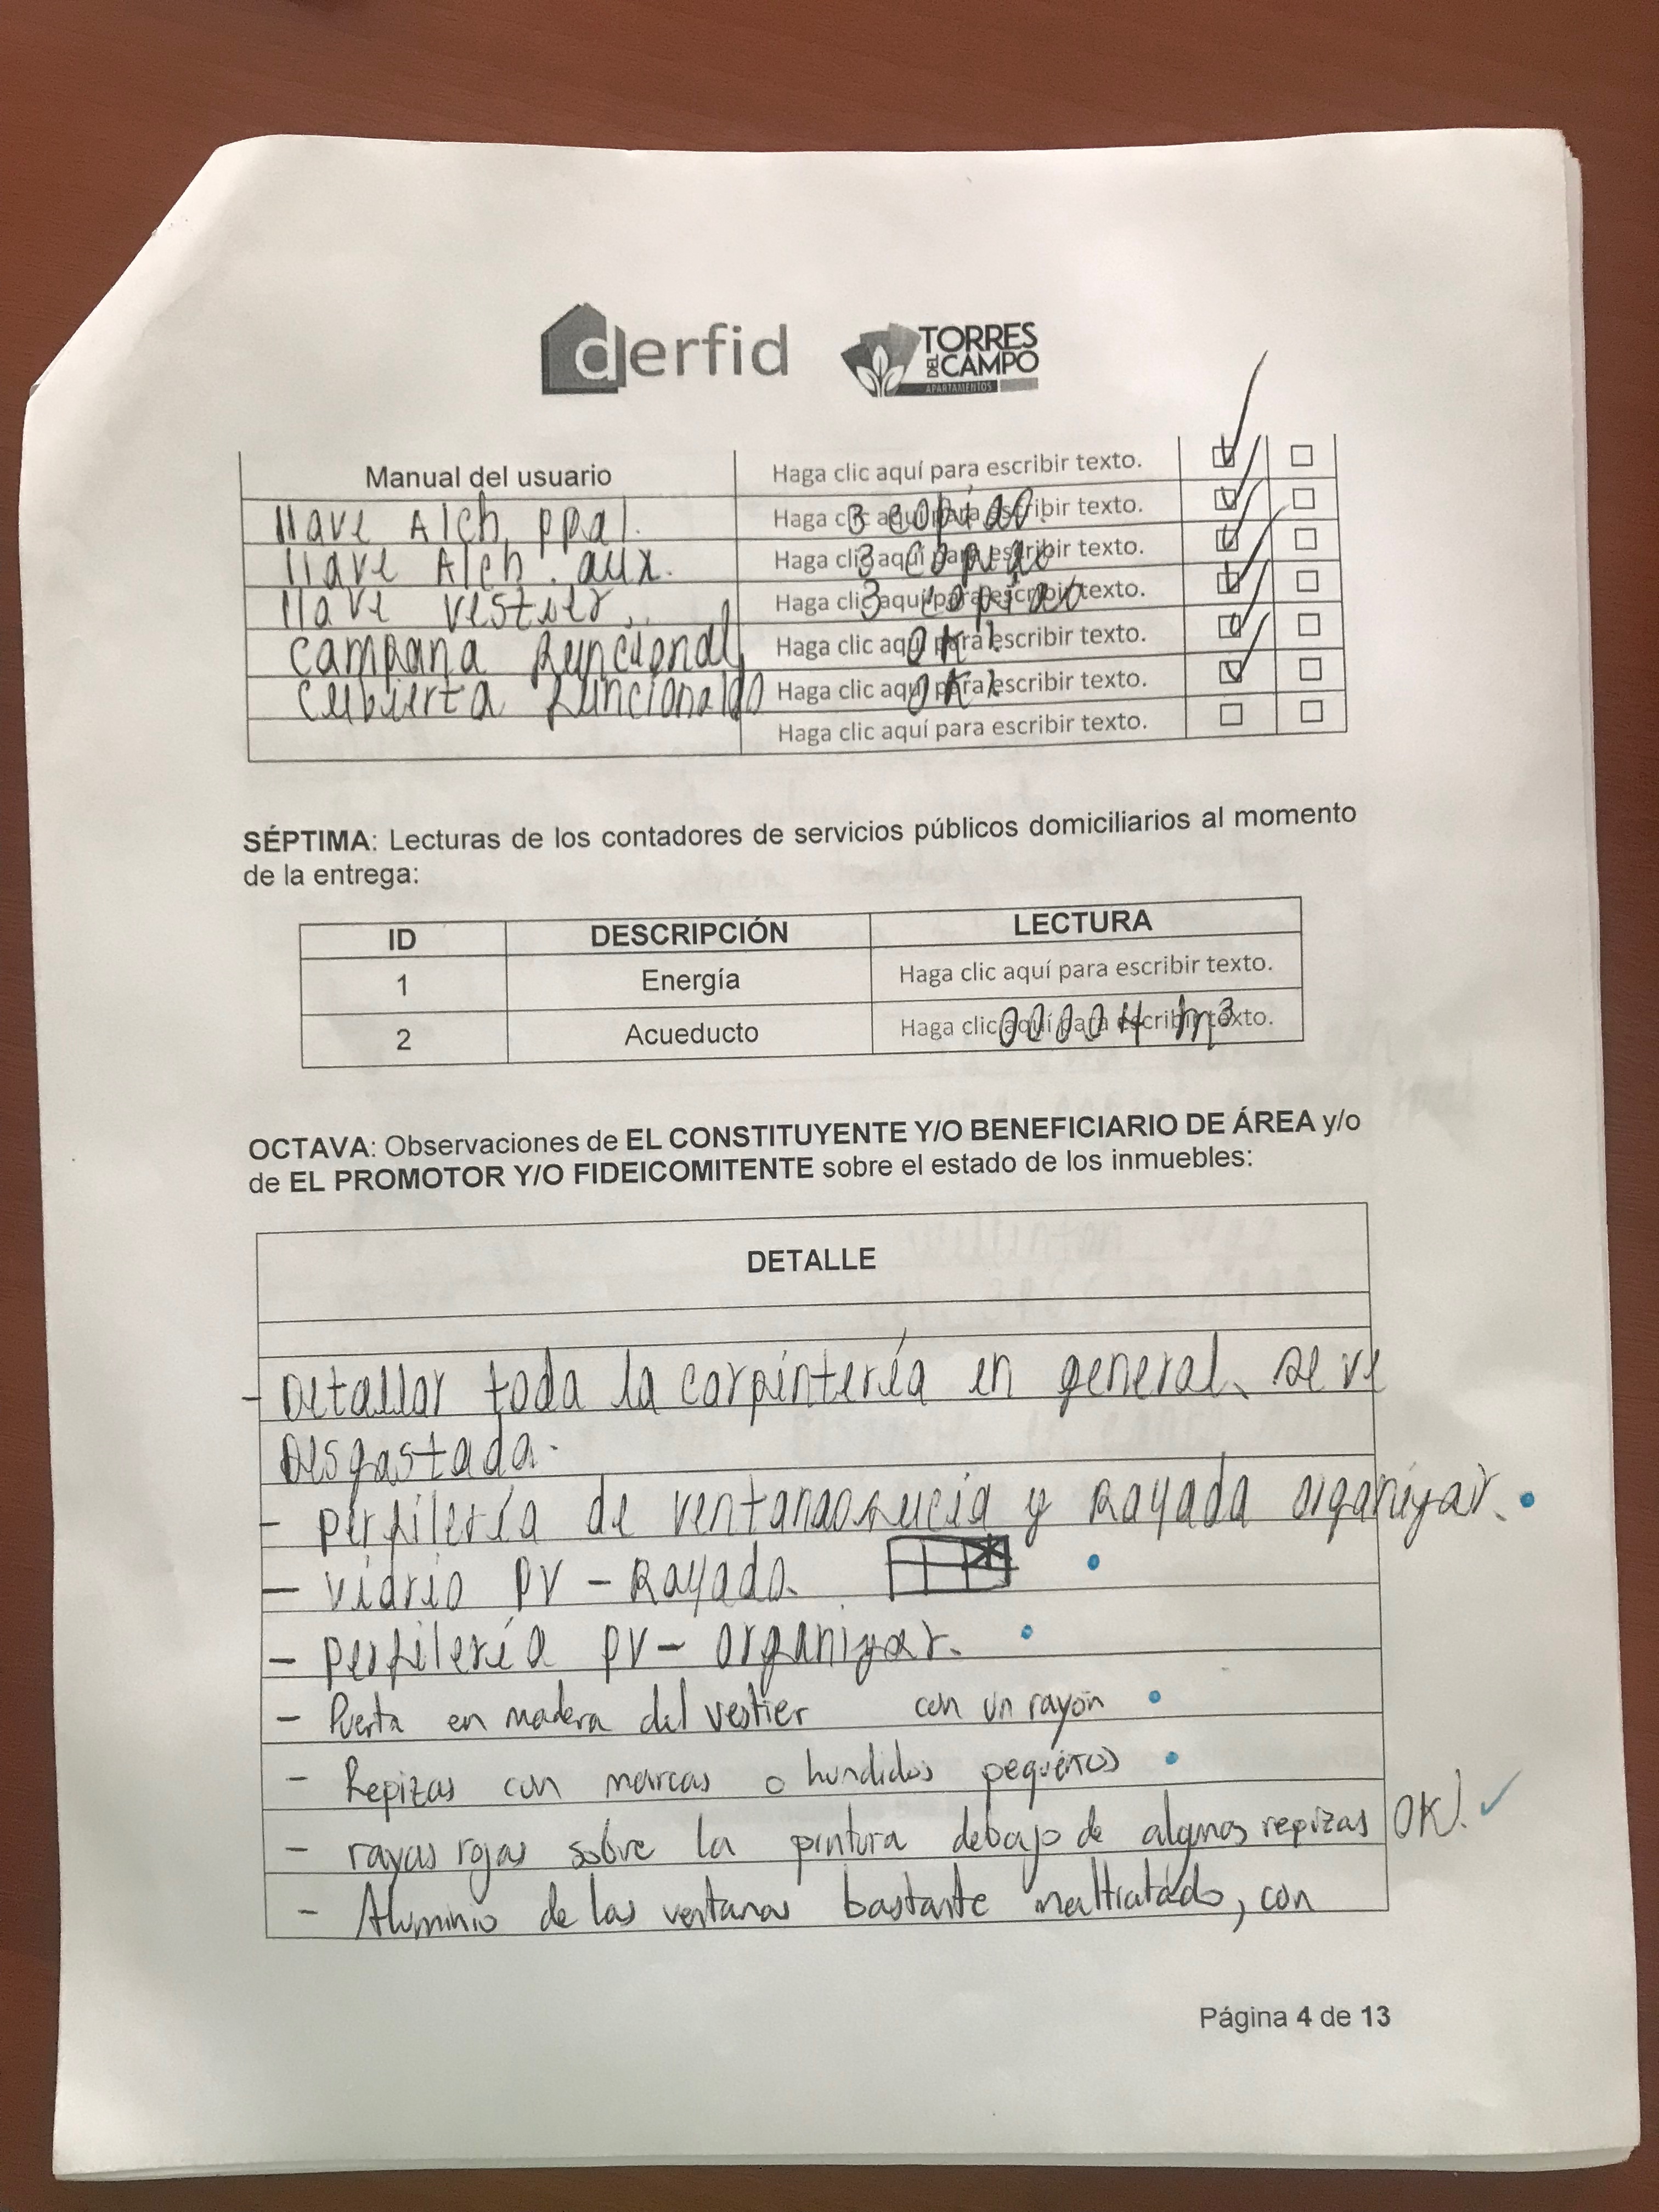 derfid
TORRES
DEL CAMPO
APARTAMENTOS
Manual del usuario Haga clic aquí para escribir texto.
llave Alcb. ppal. Haga clic aquí para escribir texto. 3 copias.
llave Alcb. aux. Haga clic aquí para escribir texto. 3 copias
llave vestier. Haga clic aquí para escribir texto. 3 copias
campana funcional Haga clic aquí para escribir texto. OK!
cubierta funcionando Haga clic aquí para escribir texto. OK!
Haga clic aquí para escribir texto.
SÉPTIMA: Lecturas de los contadores de servicios públicos domiciliarios al momento
de la entrega:
ID DESCRIPCIÓN LECTURA
1 Energía Haga clic aquí para escribir texto.
2 Acueducto Haga clic aquí para escribir texto. 00004 m³
OCTAVA: Observaciones de EL CONSTITUYENTE Y/O BENEFICIARIO DE ÁREA y/o
de EL PROMOTOR Y/O FIDEICOMITENTE sobre el estado de los inmuebles:
DETALLE
- Detallar toda la carpintería en general. se ve
desgastada.
- perfilería de ventanas sucia y Rayada organizar.
- vidrio PV - Rayado.
- perfilería PV - organizar.
- Puerta en madera del vestier con un rayón
- Repizas con marcas o hundidos pequeños
- rayas rojas sobre la pintura debajo de algunas repizas OK!
- Aluminio de las ventanas bastante maltratado, con
Página 4 de 13